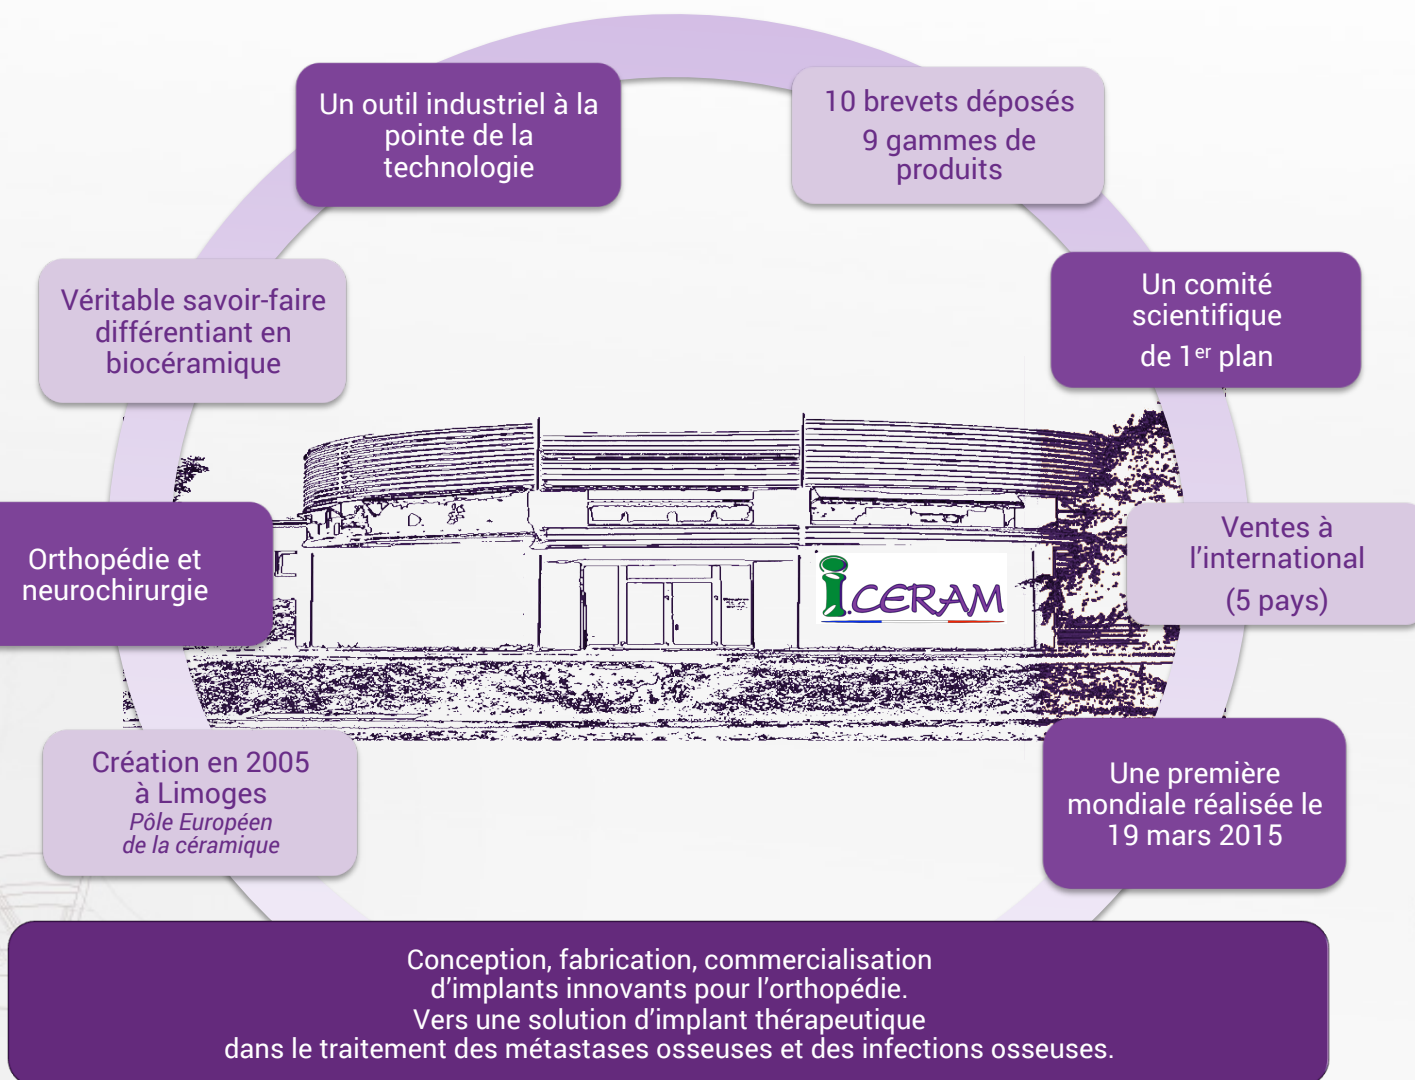 Un outil industriel à la
pointe de la
technologie
10 brevets déposés
9 gammes de
produits
Véritable savoir-faire
différentiant en
biocéramique
Un comité
scientifique
de 1er plan
Orthopédie et
neurochirurgie
i.CERAM
Ventes à
l’international
(5 pays)
Création en 2005
à Limoges
Pôle Européen
de la céramique
Une première
mondiale réalisée le
19 mars 2015
Conception, fabrication, commercialisation
d’implants innovants pour l’orthopédie.
Vers une solution d’implant thérapeutique
dans le traitement des métastases osseuses et des infections osseuses.